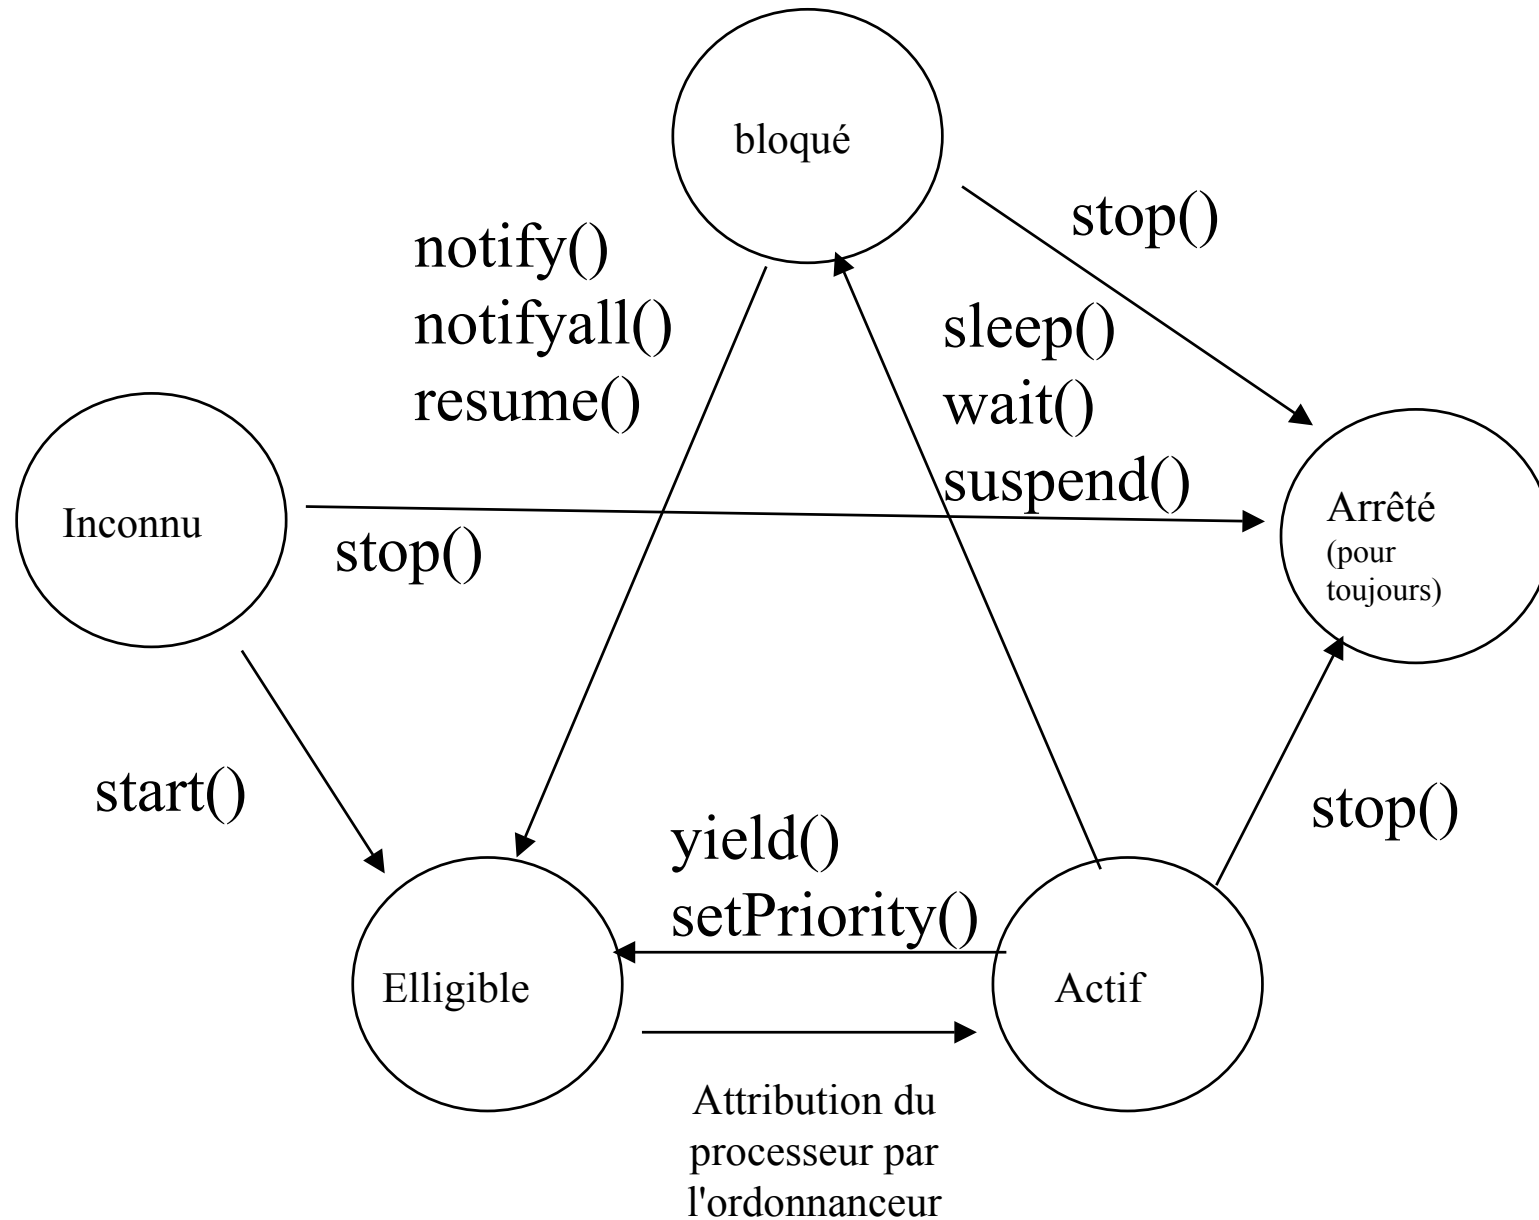 bloqué
stop()
notify()
notifyall()
resume()
sleep()
wait()
suspend()
Inconnu
stop()
Arrêté
(pour
toujours)
start()
yield()
setPriority()
stop()
Elligible
Actif
Attribution du
processeur par
l'ordonnanceur